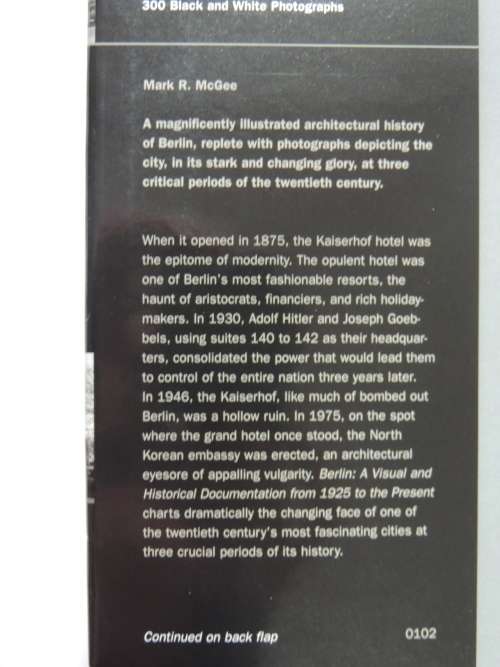 300 Black and White Photographs
Mark R. McGee
A magnificently illustrated architectural history
of Berlin, replete with photographs depicting the
city, in its stark and changing glory, at three
critical periods of the twentieth century.
When it opened in 1875, the Kaiserhof hotel was
the epitome of modernity. The opulent hotel was
one of Berlin's most fashionable resorts, the
haunt of aristocrats, financiers, and rich holiday-
makers. In 1930, Adolf Hitler and Joseph Goeb-
bels, using suites 140 to 142 as their headquar-
ters, consolidated the power that would lead them
to control of the entire nation three years later.
In 1946, the Kaiserhof, like much of bombed out
Berlin, was a hollow ruin. In 1975, on the spot
where the grand hotel once stood, the North
Korean embassy was erected, an architectural
eyesore of appalling vulgarity. Berlin: A Visual and
Historical Documentation from 1925 to the Present
charts dramatically the changing face of one of
the twentieth century's most fascinating cities at
three crucial periods of its history.
Continued on back flap
0102